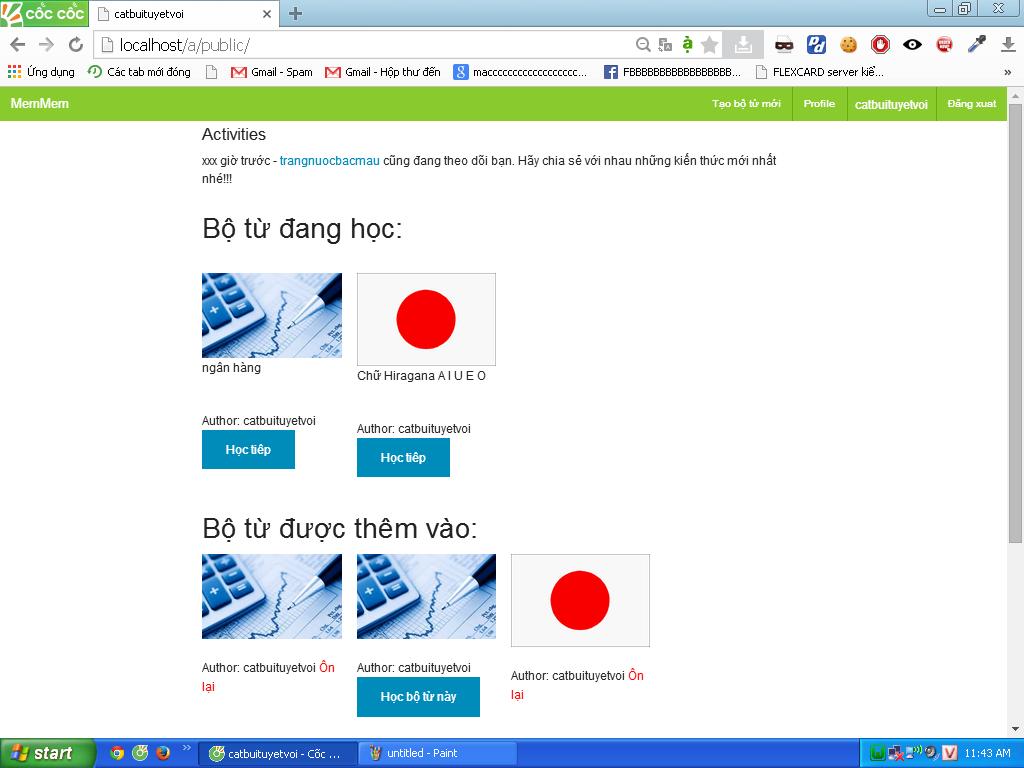 cốc cốc
catbuituyetvoi
localhost/a/public/
Ứng dụng
Các tab mới đóng
Gmail - Spam
Gmail - Hộp thư đến
macccccccccccccccccc...
FBBBBBBBBBBBBBBBBBB...
FLEXCARD server kiể...
»
MemMem
Tạo bộ từ mới
Profile
catbuituyetvoi
Đăng xuat
Activities
xxx giờ trước - trangnuocbacmau cũng đang theo dõi bạn. Hãy chia sẽ với nhau những kiến thức mới nhất
nhé!!!
Bộ từ đang học:
ngân hàng
Chữ Hiragana A I U E O
Author: catbuituyetvoi
Author: catbuituyetvoi
Học tiếp
Học tiếp
Bộ từ được thêm vào:
Author: catbuituyetvoi Ôn
lại
Author: catbuituyetvoi
Học bộ từ này
Author: catbuituyetvoi Ôn
lại
start
»
catbuituyetvoi - Cốc ...
untitled - Paint
11:43 AM